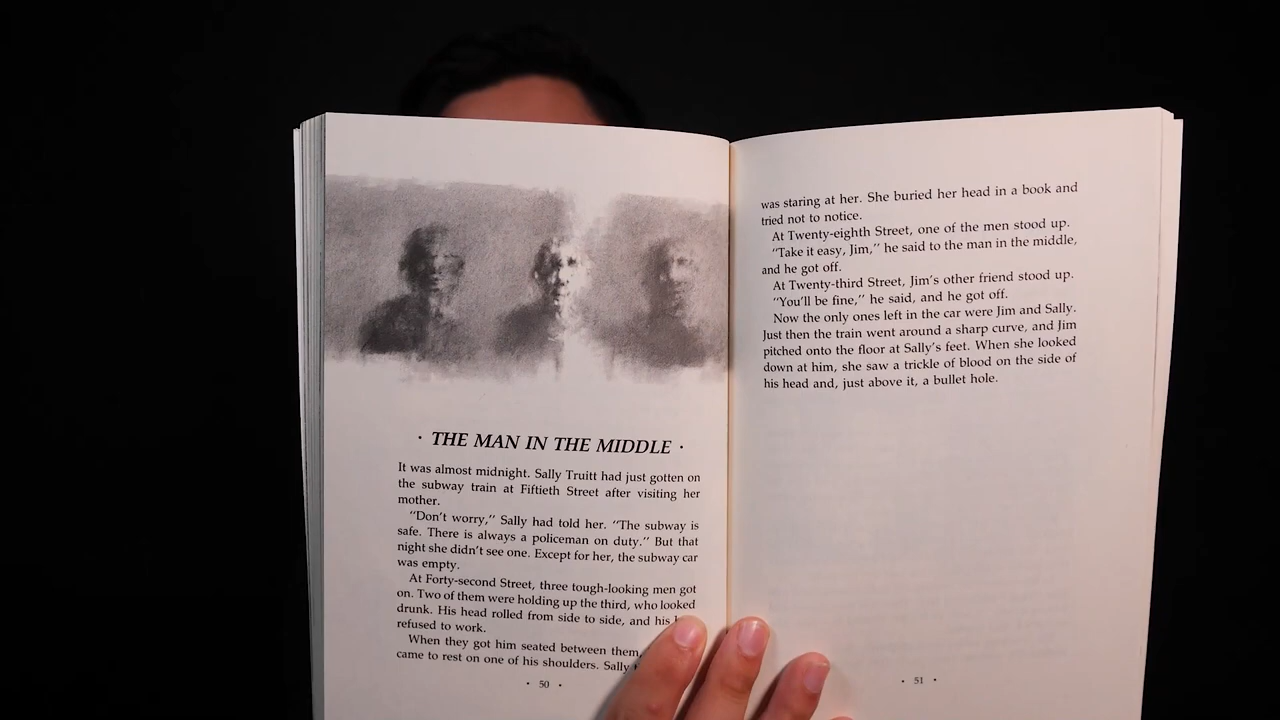 · THE MAN IN THE MIDDLE ·
It was almost midnight. Sally Truitt had just gotten on
the subway train at Fiftieth Street after visiting her
mother.
"Don't worry," Sally had told her. "The subway is
safe. There is always a policeman on duty." But that
night she didn't see one. Except for her, the subway car
was empty.
At Forty-second Street, three tough-looking men got
on. Two of them were holding up the third, who looked
drunk. His head rolled from side to side, and his
refused to work.
When they got him seated between them,
came to rest on one of his shoulders. Sally
· 50 ·
was staring at her. She buried her head in a book and
tried not to notice.
At Twenty-eighth Street, one of the men stood up.
"Take it easy, Jim," he said to the man in the middle,
and he got off.
At Twenty-third Street, Jim's other friend stood up.
"You'll be fine," he said, and he got off.
Now the only ones left in the car were Jim and Sally.
Just then the train went around a sharp curve, and Jim
pitched onto the floor at Sally's feet. When she looked
down at him, she saw a trickle of blood on the side of
his head and, just above it, a bullet hole.
· 51 ·